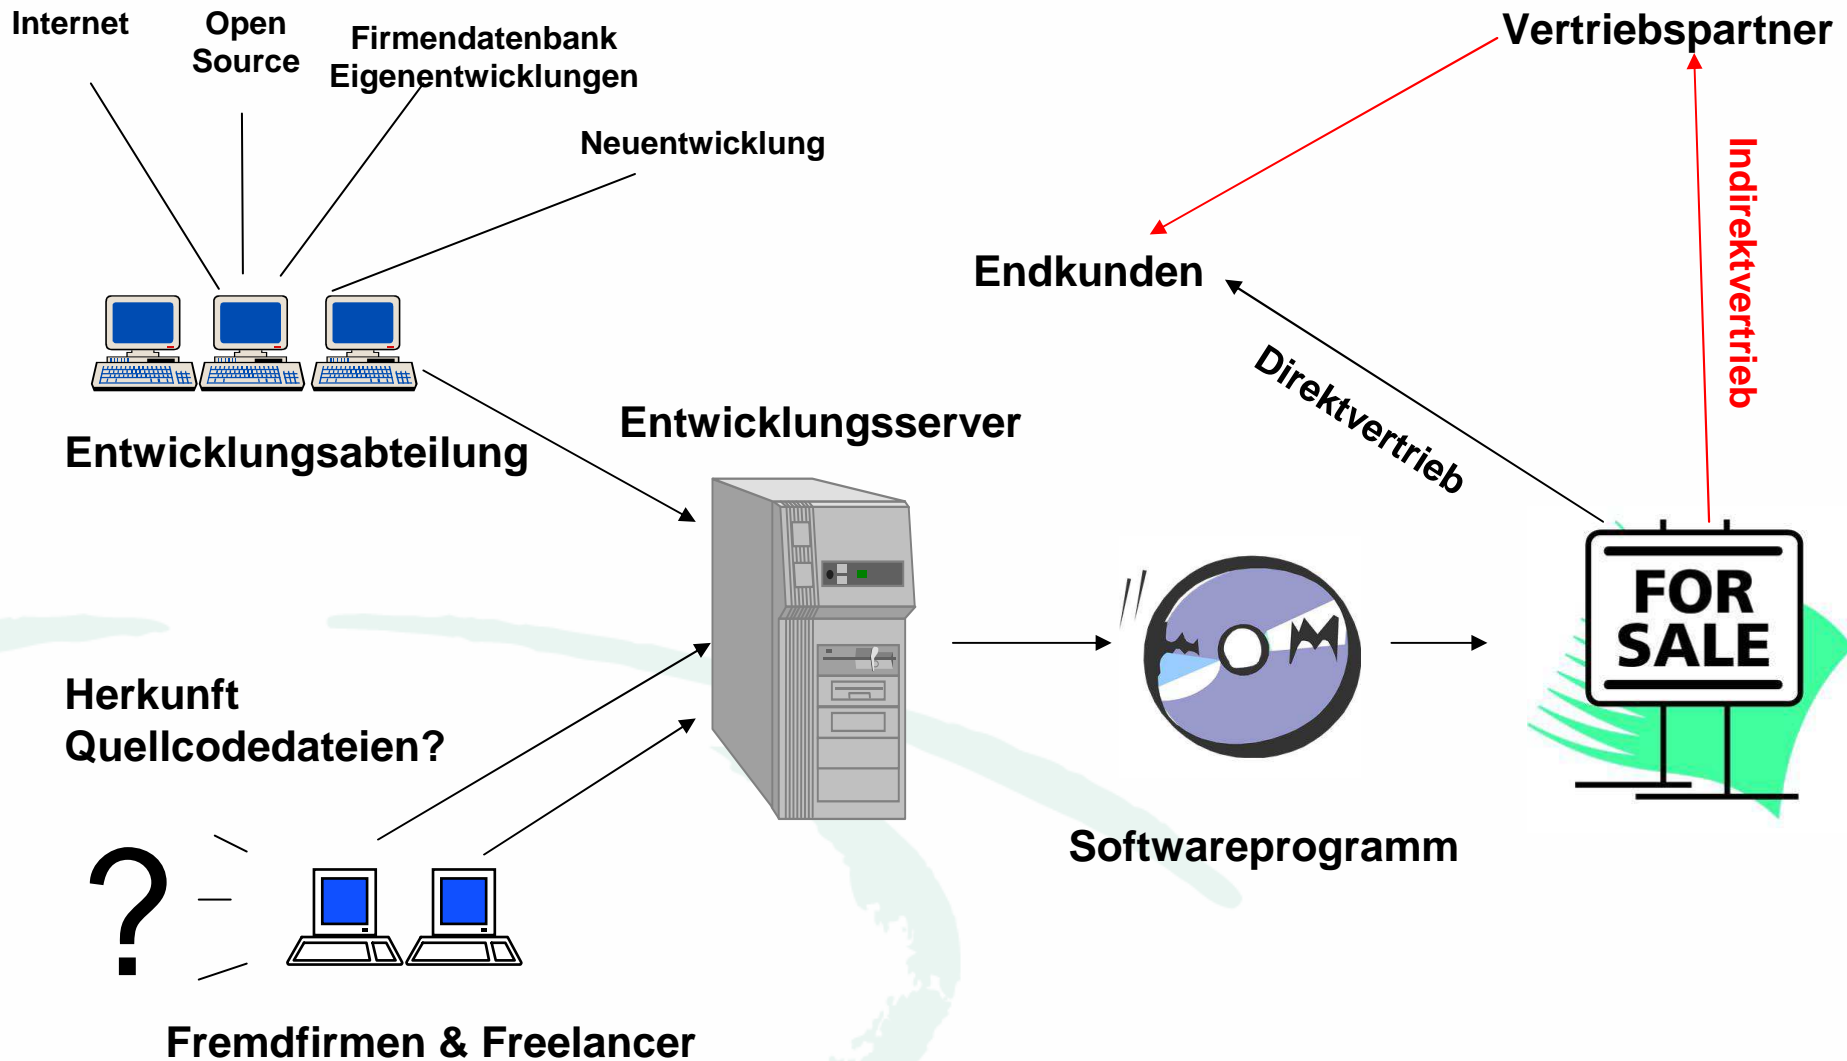 Internet
Open
Source
Firmendatenbank
Eigenentwicklungen
Neuentwicklung
Vertriebspartner
Indirektvertrieb
Endkunden
Direktvertrieb
Entwicklungsabteilung
Entwicklungsserver
FOR
SALE
Herkunft
Quellcodedateien?
?
Softwareprogramm
Fremdfirmen & Freelancer